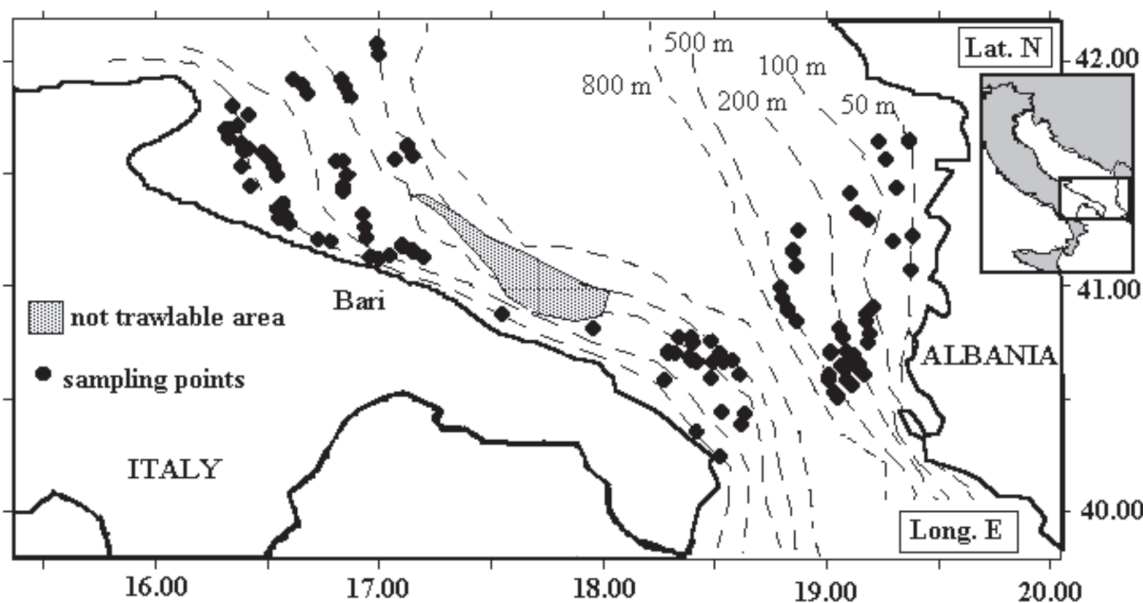 Lat. N
500 m
42.00
100 m
800 m
200 m
50 m
41.00
Bari
not trawlable area
ALBANIA
sampling points
ITALY
40.00
Long. E
16.00
17.00
18.00
19.00
20.00